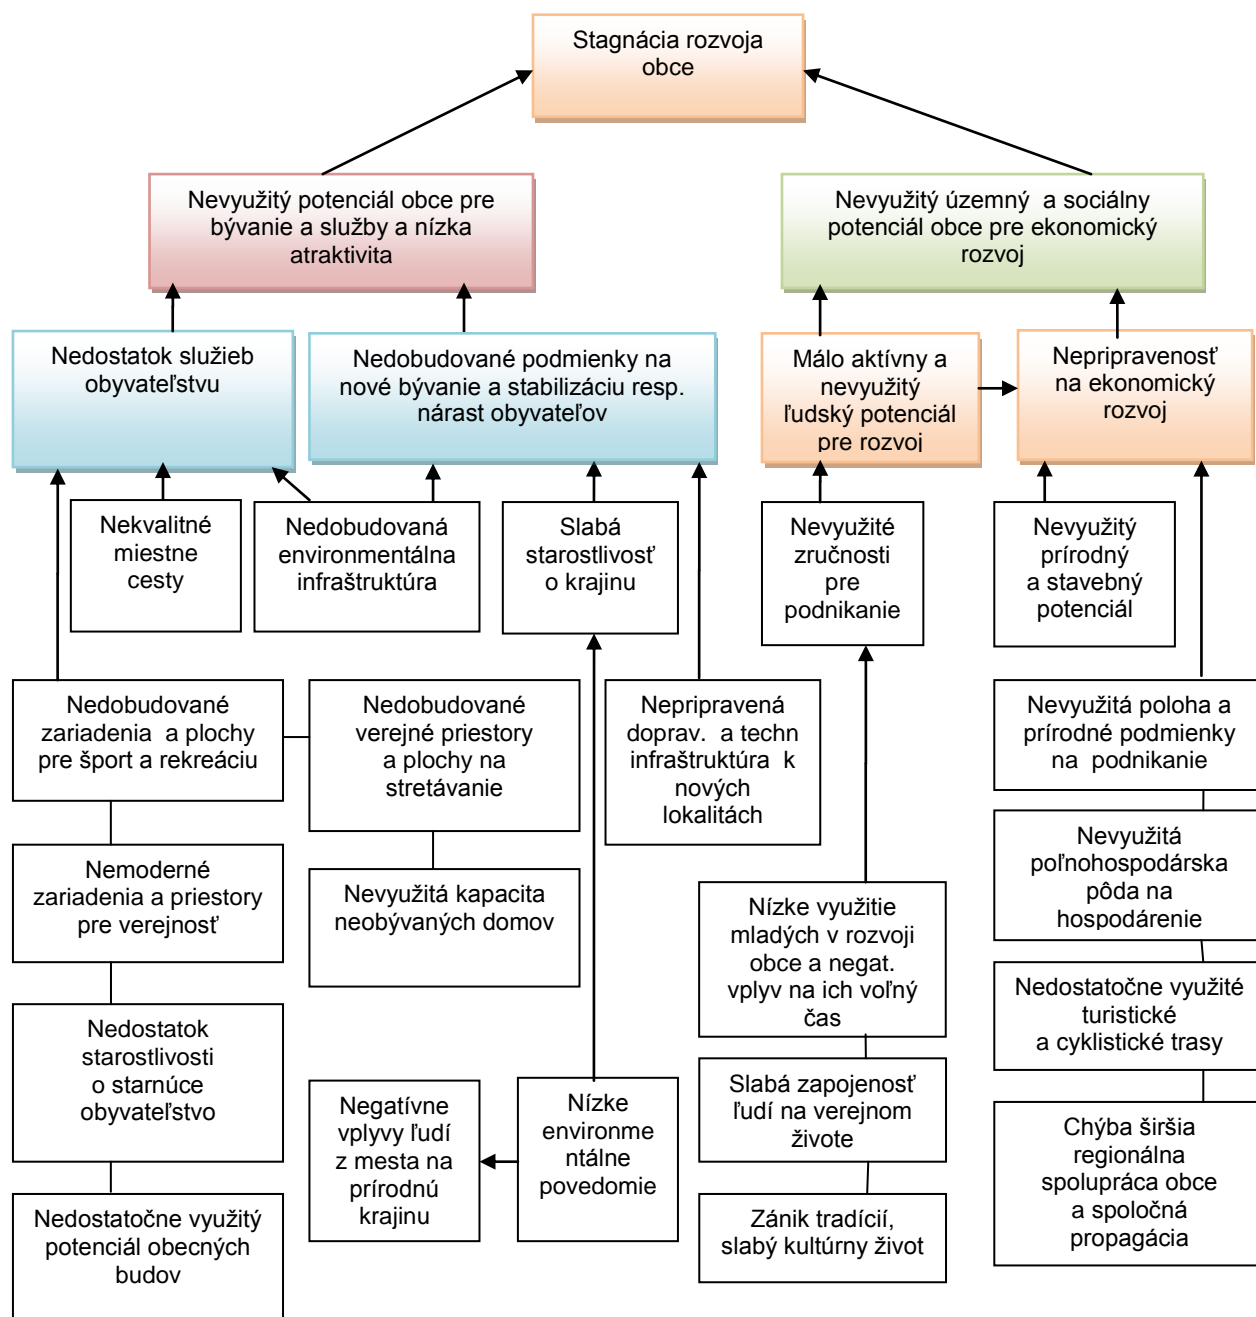 Stagnácia rozvoja
obce
Nevyužitý potenciál obce pre
bývanie a služby a nízka
atraktivita
Nevyužitý územný a sociálny
potenciál obce pre ekonomický
rozvoj
Nedostatok služieb
obyvateľstvu
Nedobudované podmienky na
nové bývanie a stabilizáciu resp.
nárast obyvateľov
Málo aktívny a
nevyužitý
ľudský potenciál
pre rozvoj
Nepripravenosť
na ekonomický
rozvoj
Nekvalitné
miestne
cesty
Nedobudovaná
environmentálna
infraštruktúra
Slabá
starostlivosť
o krajinu
Nevyužité
zručnosti
pre
podnikanie
Nevyužitý
prírodný
a stavebný
potenciál
Nedobudované
zariadenia a plochy
pre šport a rekreáciu
Nedobudované
verejné priestory
a plochy na
stretávanie
Nepripravená
doprav. a techn
infraštruktúra k
nových
lokalitách
Nevyužitá poloha a
prírodné podmienky
na podnikanie
Nemoderné
zariadenia a priestory
pre verejnosť
Nevyužitá kapacita
neobývaných domov
Nízke využitie
mladých v rozvoji
obce a negat.
vplyv na ich voľný
čas
Nevyužitá
poľnohospodárska
pôda na
hospodárenie
Nedostatok
starostlivosti
o starnúce
obyvateľstvo
Nedostatočne využité
turistické
a cyklistické trasy
Negatívne
vplyvy ľudí
z mesta na
prírodnú
krajinu
Nízke
environme
ntálne
povedomie
Slabá zapojenosť
ľudí na verejnom
živote
Chýba širšia
regionálna
spolupráca obce
a spoločná
propagácia
Nedostatočne využitý
potenciál obecných
budov
Zánik tradícií,
slabý kultúrny život